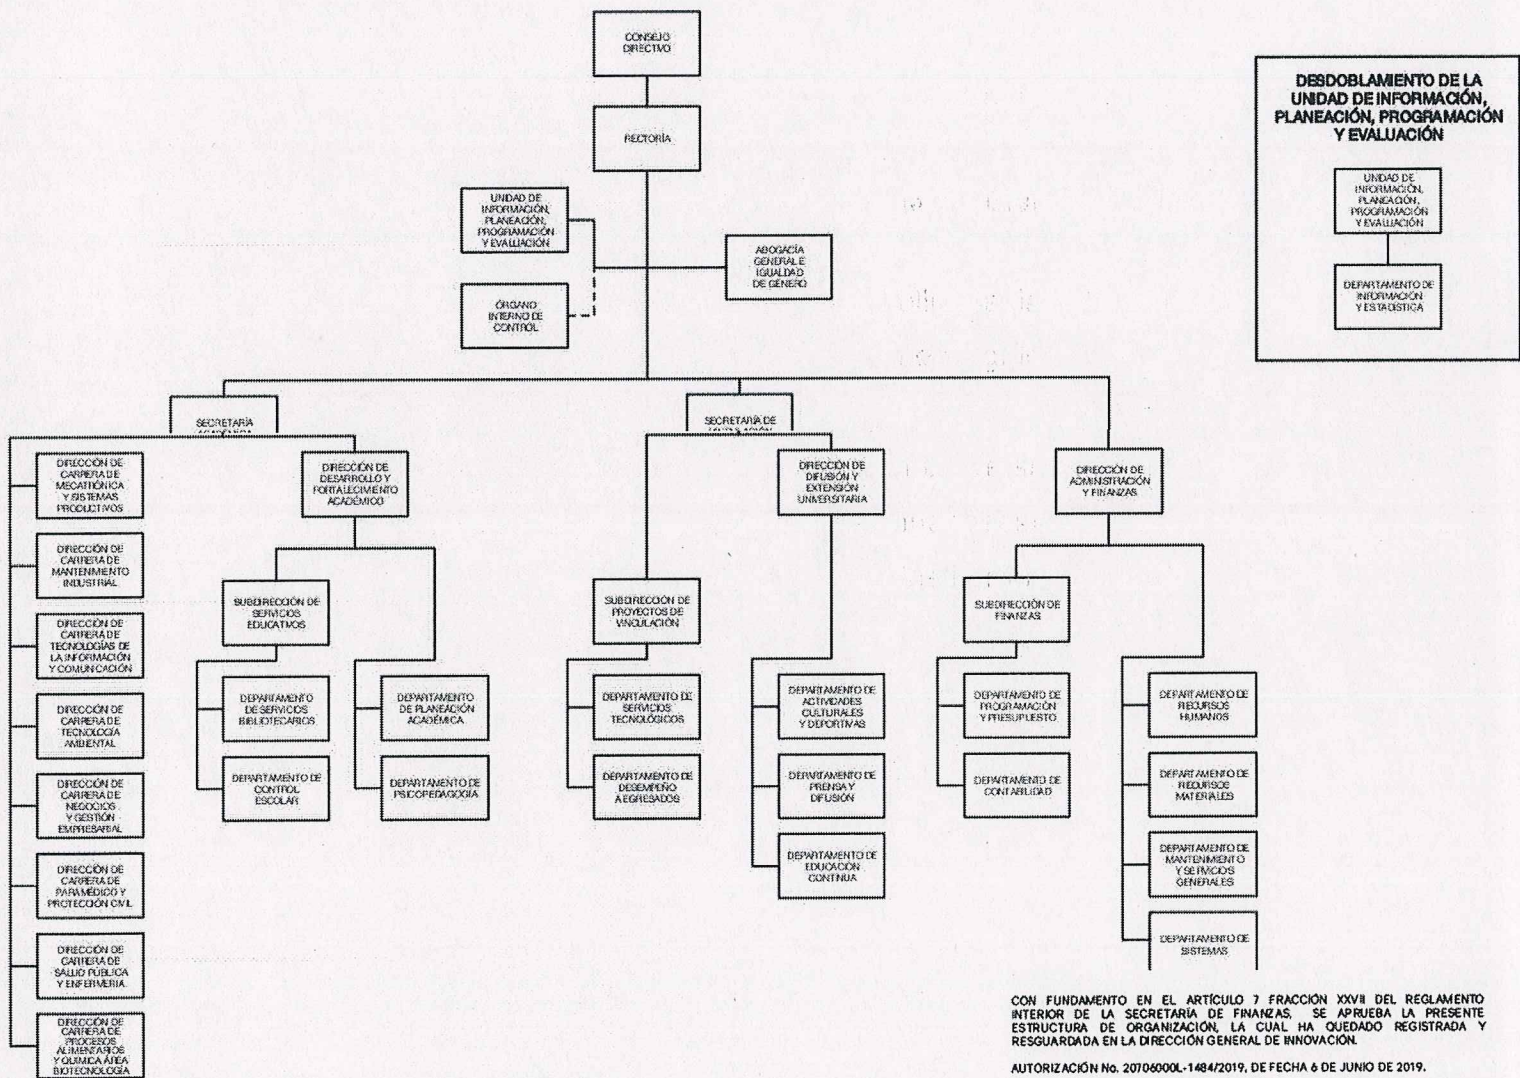 CONSEJO
DIRECTIVO
RECTORÍA
UNIDAD DE
INFORMACIÓN,
PLANEACIÓN,
PROGRAMACIÓN
Y EVALUACIÓN
ABOGACÍA
GENERAL E
IGUALDAD
DE GÉNERO
ÓRGANO
INTERNO DE
CONTROL
DESDOBLAMIENTO DE LA
UNIDAD DE INFORMACIÓN,
PLANEACIÓN, PROGRAMACIÓN
Y EVALUACIÓN
UNIDAD DE
INFORMACIÓN,
PLANEACIÓN,
PROGRAMACIÓN
Y EVALUACIÓN
DEPARTAMENTO DE
INFORMACIÓN
Y ESTADÍSTICA
SECRETARÍA
ACADÉMICA
SECRETARÍA DE
DIRECCIÓN DE
CARRERA DE
MECATRÓNICA
Y SISTEMAS
PRODUCTIVOS
DIRECCIÓN DE
CARRERA DE
MANTENIMIENTO
INDUSTRIAL
DIRECCIÓN DE
CARRERA DE
TECNOLOGÍAS DE
LA INFORMACIÓN
Y COMUNICACIÓN
DIRECCIÓN DE
CARRERA DE
TECNOLOGÍA
AMBIENTAL
DIRECCIÓN DE
CARRERA DE
NEGOCIOS
Y GESTIÓN
EMPRESARIAL
DIRECCIÓN DE
CARRERA DE
PARAMÉDICO Y
PROTECCIÓN CIVIL
DIRECCIÓN DE
CARRERA DE
SALUD PÚBLICA
Y ENFERMERÍA
DIRECCIÓN DE
CARRERA DE
PROCESOS
ALIMENTARIOS
Y QUÍMICA ÁREA
BIOTECNOLOGÍA
DIRECCIÓN DE
DESARROLLO Y
FORTALECIMIENTO
ACADÉMICO
SUBDIRECCIÓN DE
SERVICIOS
EDUCATIVOS
DEPARTAMENTO
DE SERVICIOS
BIBLIOTECARIOS
DEPARTAMENTO DE
CONTROL
ESCOLAR
DEPARTAMENTO
DE PLANEACIÓN
ACADÉMICA
DEPARTAMENTO DE
PSICOPEDAGOGÍA
DIRECCIÓN DE
DIFUSIÓN Y
EXTENSIÓN
UNIVERSITARIA
SUBDIRECCIÓN DE
PROYECTOS DE
VINCULACIÓN
DEPARTAMENTO DE
SERVICIOS
TECNOLÓGICOS
DEPARTAMENTO DE
DESEMPEÑO
A EGRESADOS
DEPARTAMENTO DE
ACTIVIDADES
CULTURALES
Y DEPORTIVAS
DEPARTAMENTO DE
PRENSA Y
DIFUSIÓN
DEPARTAMENTO DE
EDUCACIÓN
CONTINUA
DIRECCIÓN DE
ADMINISTRACIÓN
Y FINANZAS
SUBDIRECCIÓN DE
FINANZAS
DEPARTAMENTO DE
PROGRAMACIÓN
Y PRESUPUESTO
DEPARTAMENTO DE
CONTABILIDAD
DEPARTAMENTO DE
RECURSOS
HUMANOS
DEPARTAMENTO DE
RECURSOS
MATERIALES
DEPARTAMENTO DE
MANTENIMIENTO
Y SERVICIOS
GENERALES
DEPARTAMENTO DE
SISTEMAS
CON FUNDAMENTO EN EL ARTÍCULO 7 FRACCIÓN XXVII DEL REGLAMENTO
INTERIOR DE LA SECRETARÍA DE FINANZAS, SE APRUEBA LA PRESENTE
ESTRUCTURA DE ORGANIZACIÓN, LA CUAL HA QUEDADO REGISTRADA Y
RESGUARDADA EN LA DIRECCIÓN GENERAL DE INNOVACIÓN.
AUTORIZACIÓN No. 20706000L-1484/2019, DE FECHA 6 DE JUNIO DE 2019.